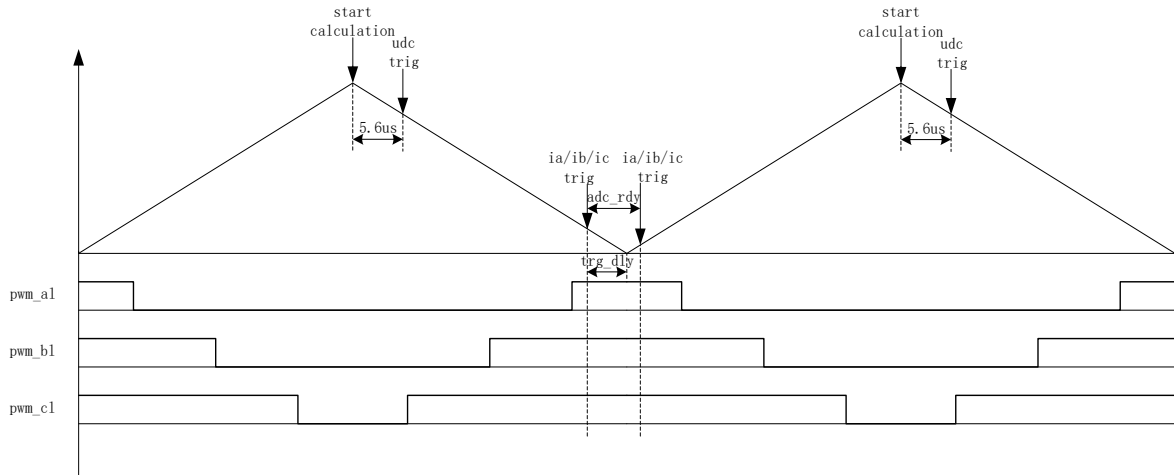 start
calculation
udc
trig
5.6us
ia/ib/ic
trig
ia/ib/ic
trig
adc_rdy
trg_dly
start
calculation
udc
trig
5.6us
pwm_al
pwm_bl
pwm_cl